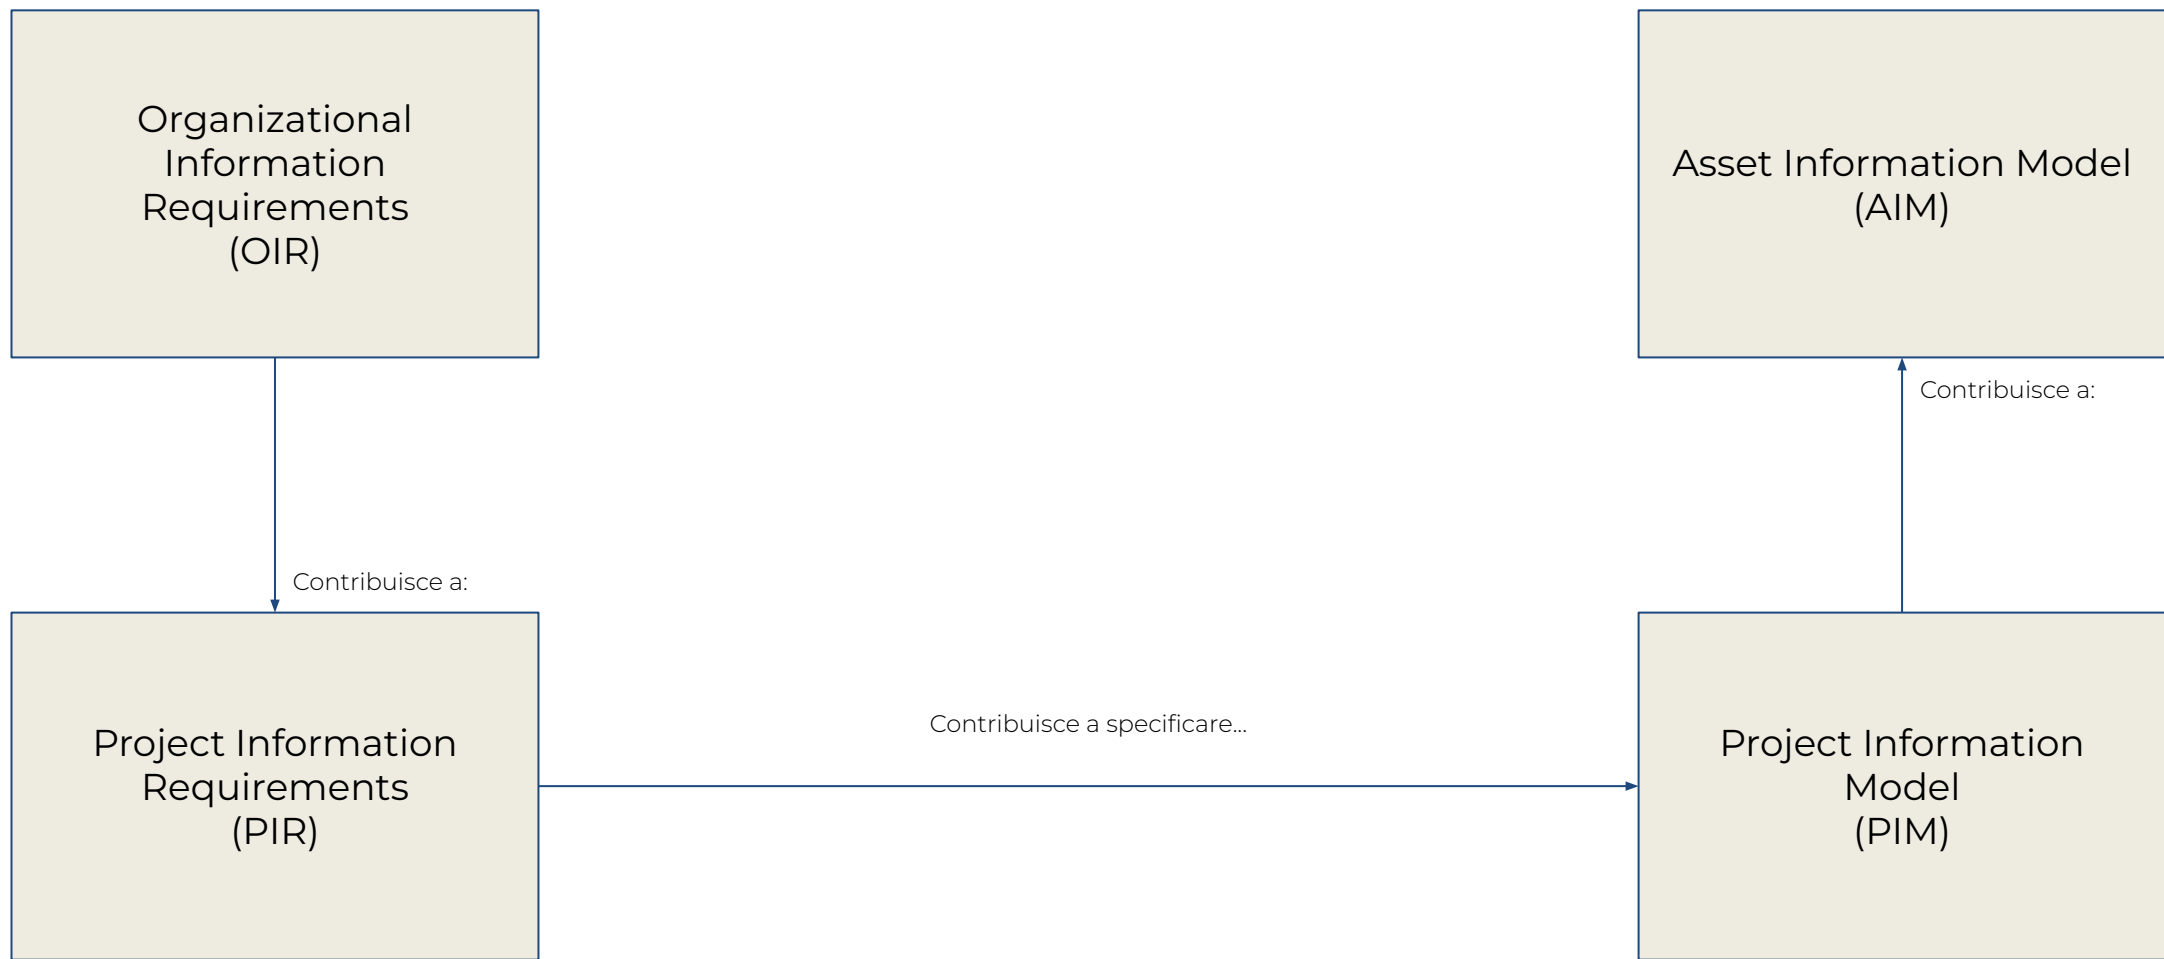 Organizational
Information
Requirements
(OIR)
Asset Information Model
(AIM)
Contribuisce a:
Contribuisce a:
Project Information
Requirements
(PIR)
Contribuisce a specificare...
Project Information
Model
(PIM)